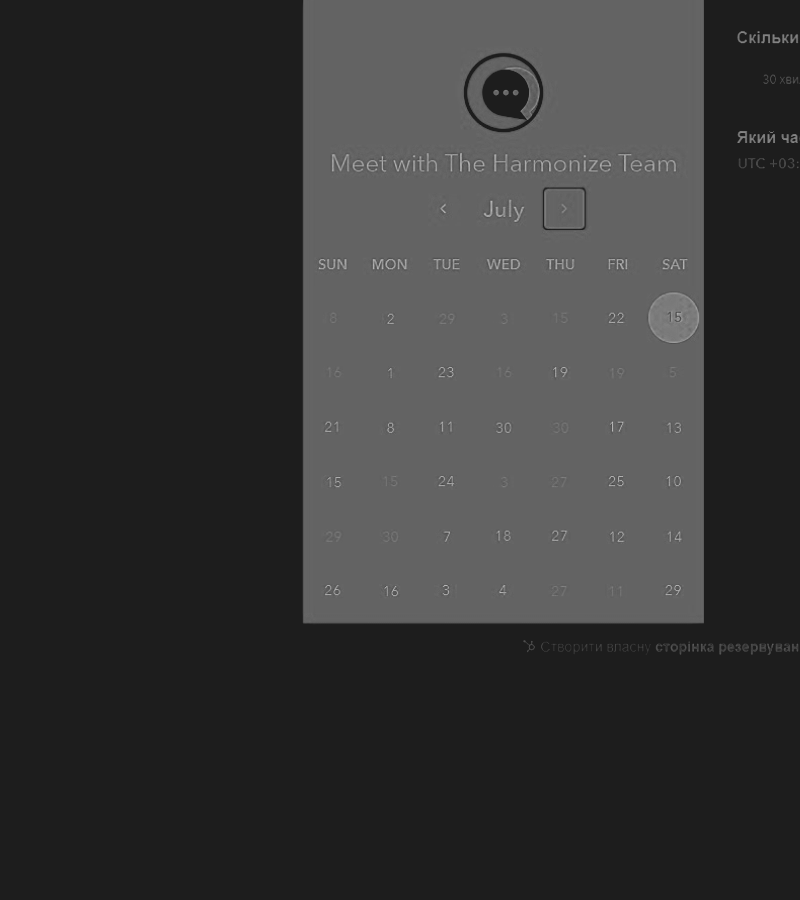 Скільки
30 хви
Meet with The Harmonize Team
Який ча
UTC +03:
July
SUN MON TUE WED THU FRI SAT
8 2 29 3 15 22 15
16 1 23 16 19 19 5
21 8 11 30 30 17 13
15 15 24 3 27 25 10
29 30 7 18 27 12 14
26 16 3 4 27 11 29
Створити власну сторінка резервуван